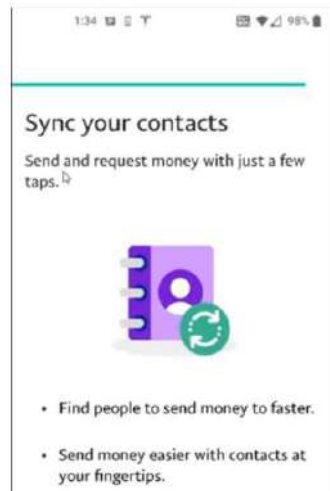 1:34
98%
Sync your contacts
Send and request money with just a few
taps.
• Find people to send money to faster.
• Send money easier with contacts at
your fingertips.